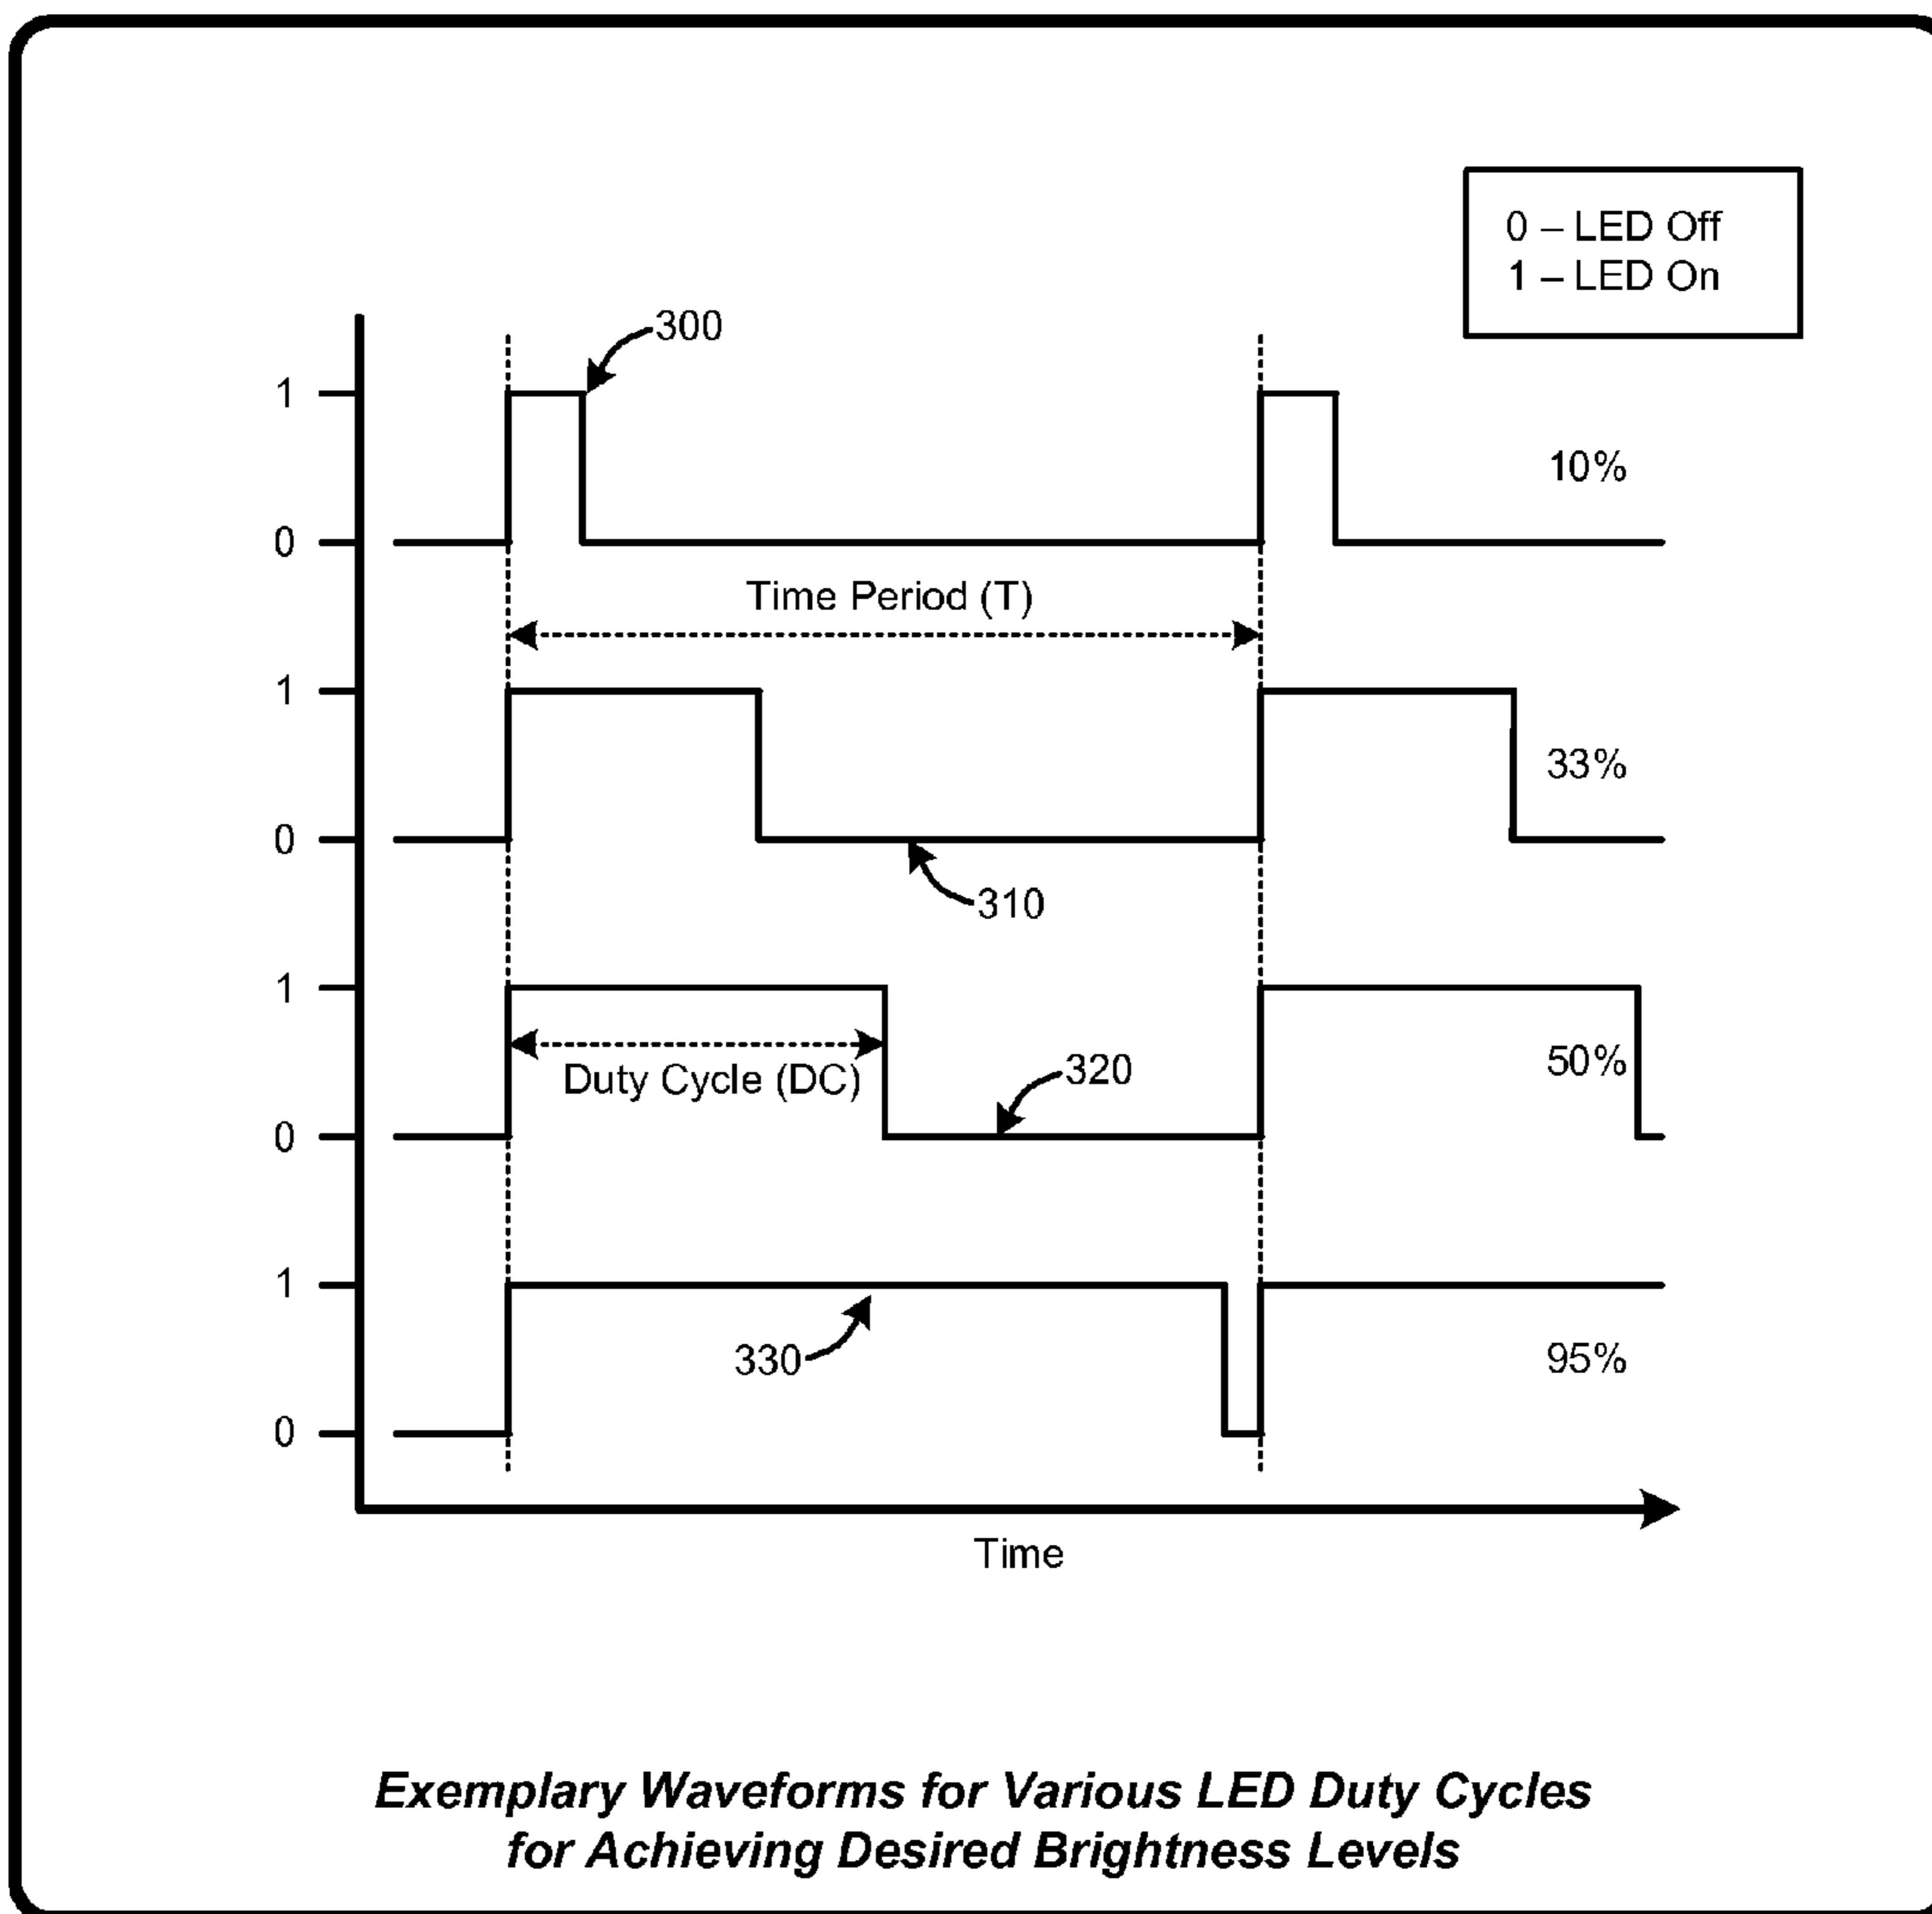 0 – LED Off
1 – LED On
300
1
10%
0
Time Period (T)
1
33%
0
310
1
50%
Duty Cycle (DC)
320
0
1
330
95%
0
Time
Exemplary Waveforms for Various LED Duty Cycles
for Achieving Desired Brightness Levels